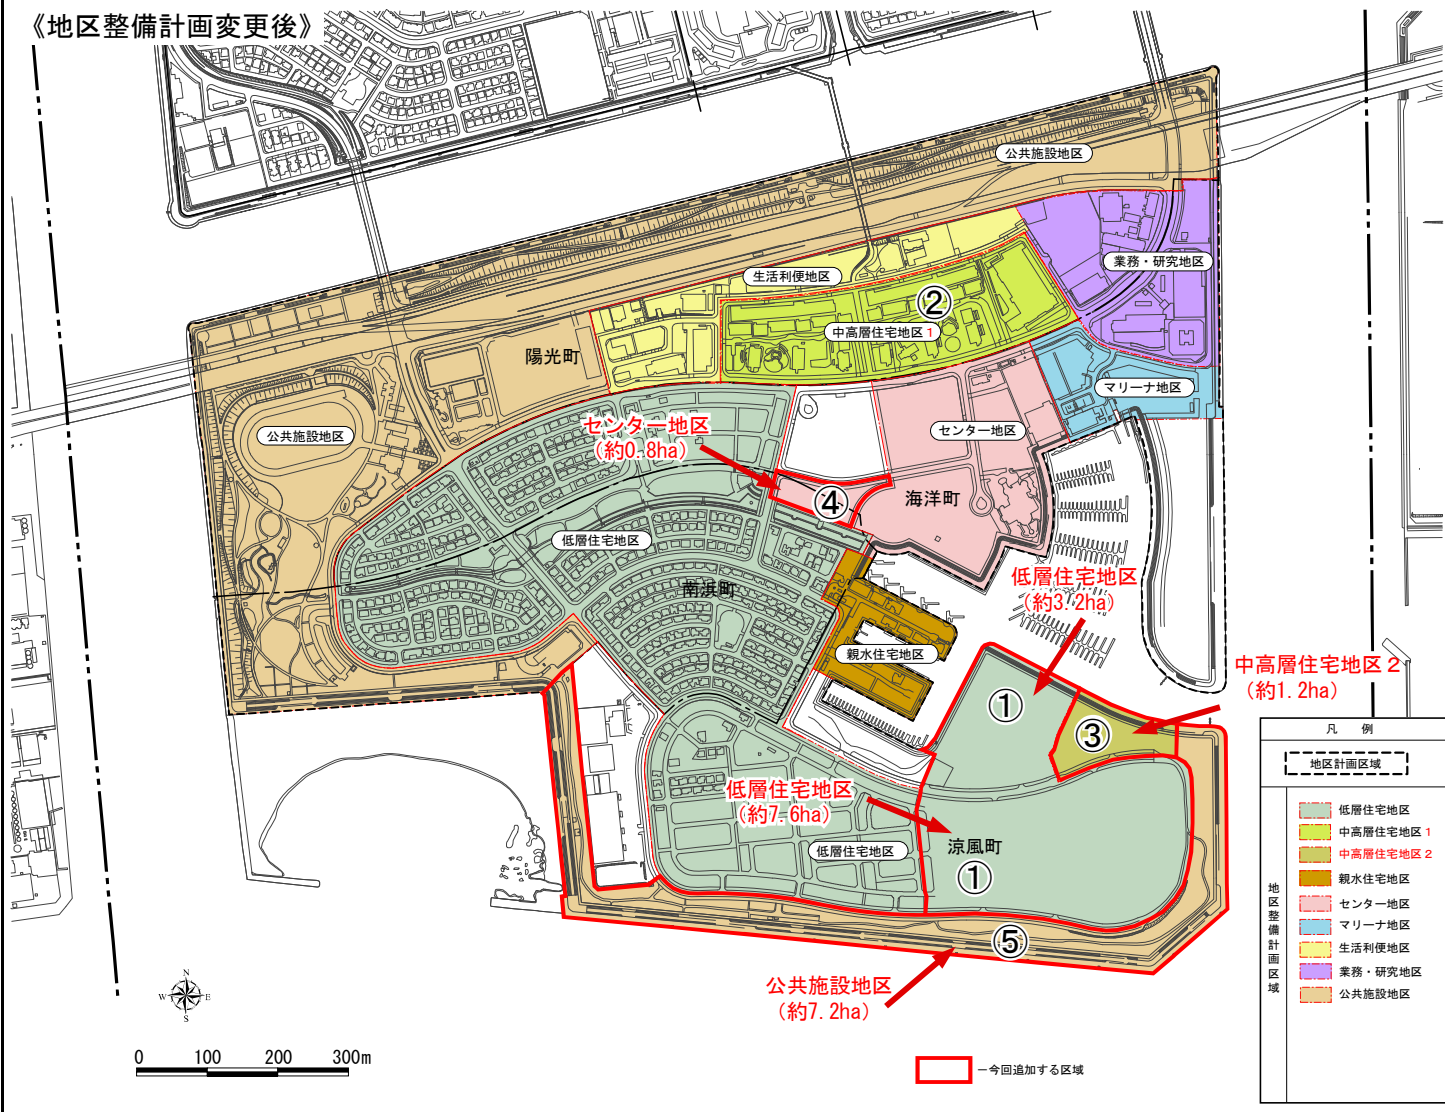 《地区整備計画変更後》
公共施設地区
業務・研究地区
生活利便地区
②
中高層住宅地区1
陽光町
マリーナ地区
センター地区
(約0.8ha)
センター地区
公共施設地区
④
海洋町
低層住宅地区
低層住宅地区
(約3.2ha)
南浜町
親水住宅地区
中高層住宅地区2
(約1.2ha)
①
③
低層住宅地区
(約7.6ha)
涼風町
低層住宅地区
①
⑤
公共施設地区
(約7.2ha)
凡 例
地区計画区域
地区整備計画区域
低層住宅地区
中高層住宅地区1
中高層住宅地区2
親水住宅地区
センター地区
マリーナ地区
生活利便地区
業務・研究地区
公共施設地区
N
W E
S
0 100 200 300m
―今回追加する区域